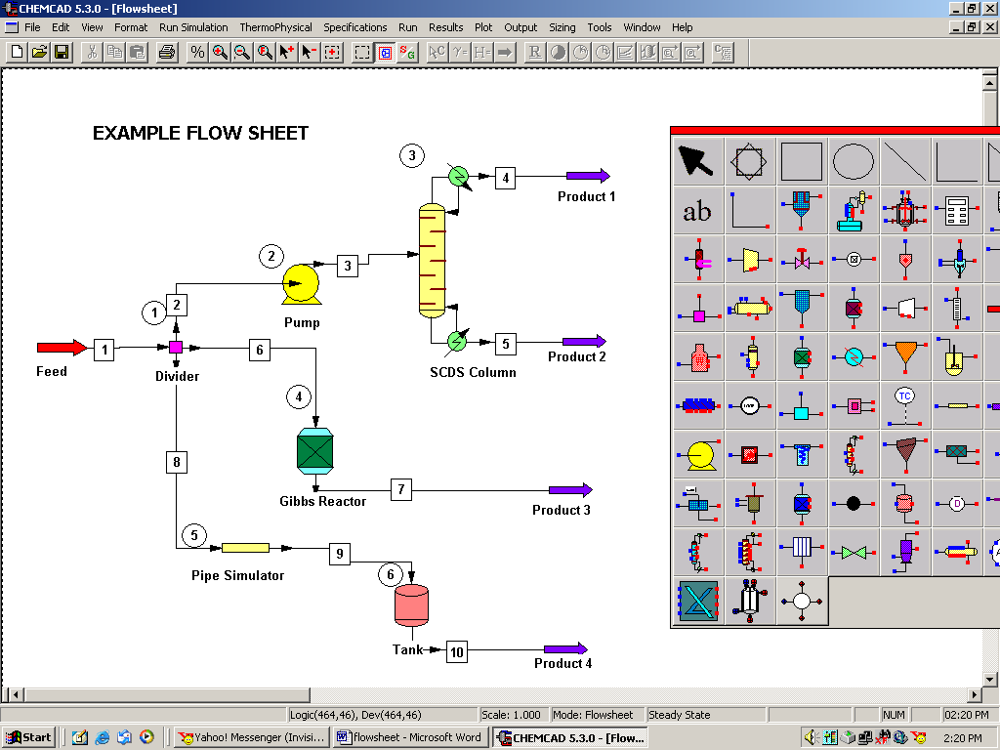 CHEMCAD 5.3.0 - [Flowsheet]
File Edit View Format Run Simulation ThermoPhysical Specifications Run Results Plot Output Sizing Tools Window Help
%
S G
C
γ=
H=
R
EXAMPLE FLOW SHEET
3
4
Product 1
ab
2
3
1
2
Pump
1
6
5
Feed
Divider
Product 2
SCDS Column
4
TC
8
Gibbs Reactor
7
Product 3
D
5
9
Pipe Simulator
6
Tank
10
Product 4
Logic(464,46), Dev(464,46) Scale: 1.000 Mode: Flowsheet Steady State NUM 02:20 PM
Start
Yahoo! Messenger (Invisi...
flowsheet - Microsoft Word
CHEMCAD 5.3.0 - [Flow...
2:20 PM